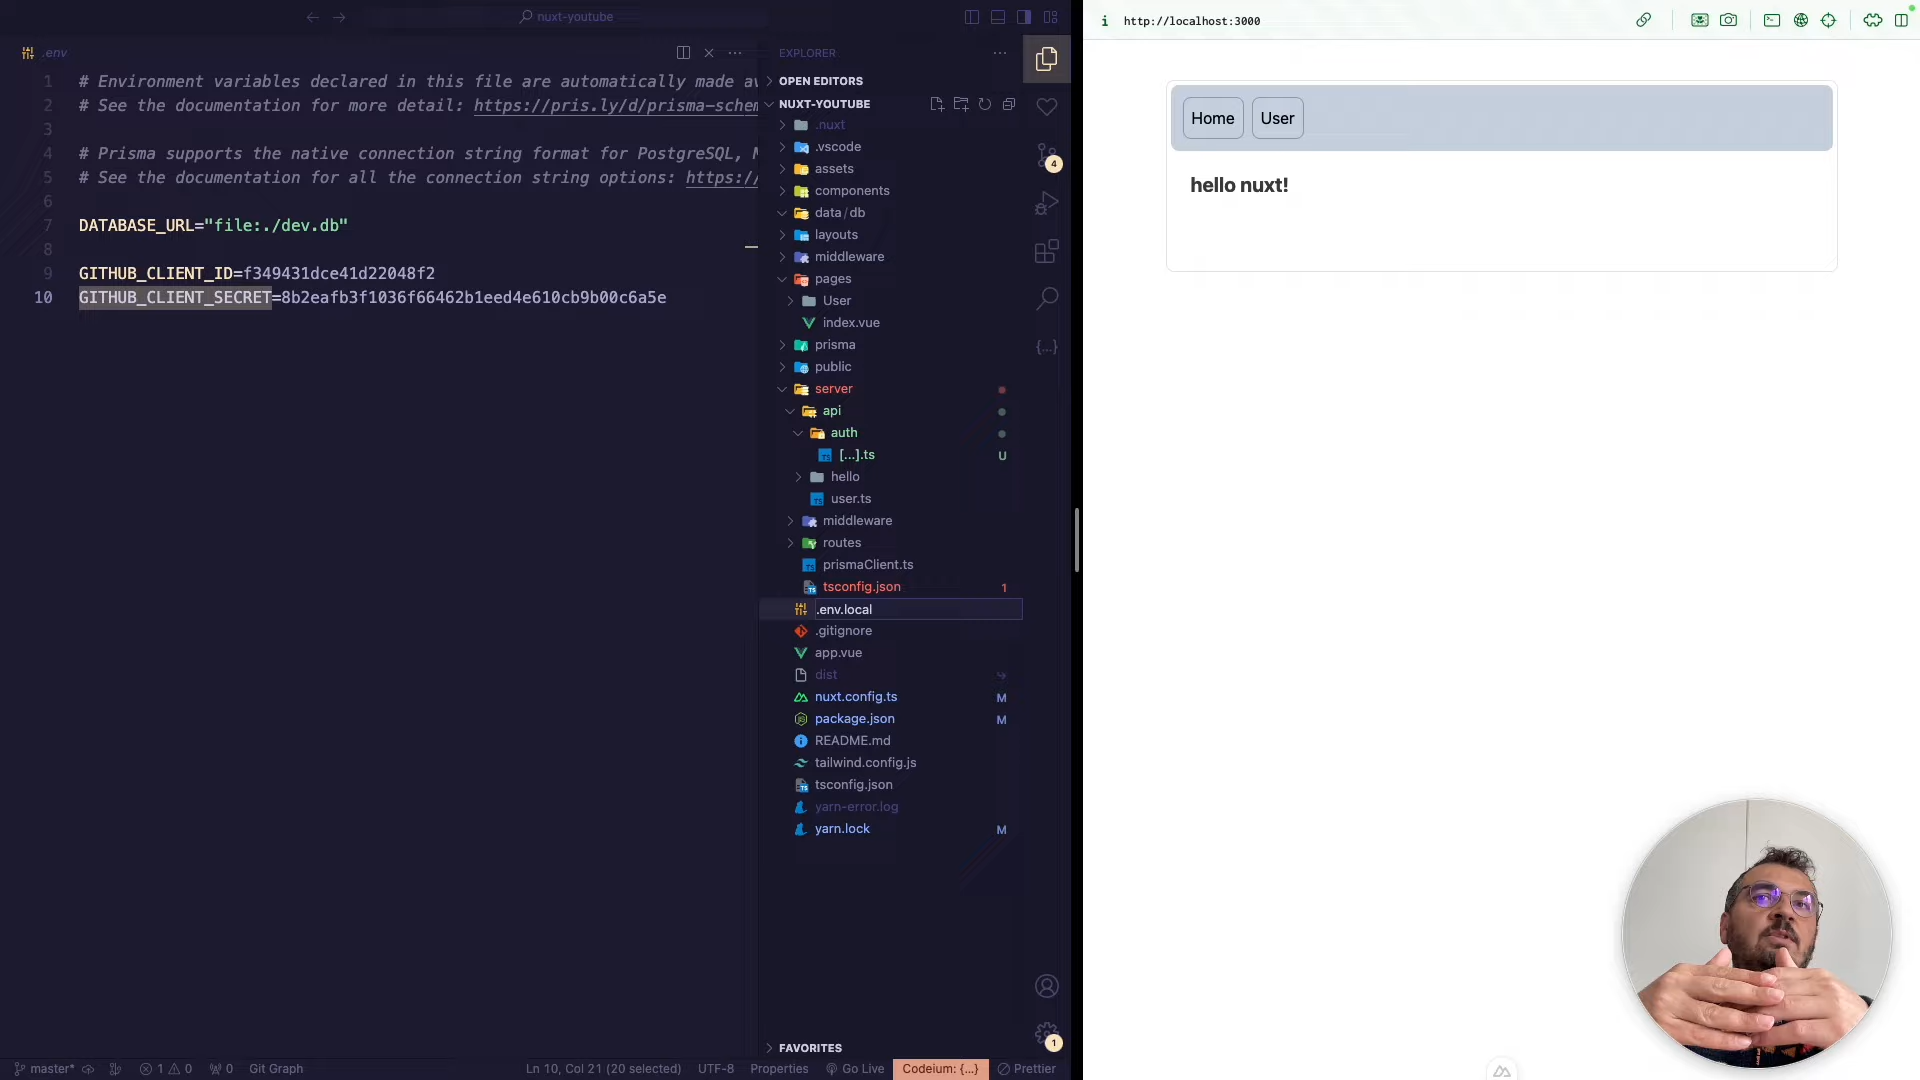 nuxt-youtube
http://localhost:3000
.env
EXPLORER
1 # Environment variables declared in this file are automatically made av
2 # See the documentation for more detail: https://pris.ly/d/prisma-schem
3
4 # Prisma supports the native connection string format for PostgreSQL, M
5 # See the documentation for all the connection string options: https:/
6
7 DATABASE_URL="file:./dev.db"
8
9 GITHUB_CLIENT_ID=f349431dce41d22048f2
10 GITHUB_CLIENT_SECRET=8b2eafb3f1036f66462b1eed4e610cb9b00c6a5e
OPEN EDITORS
NUXT-YOUTUBE
.nuxt
.vscode
assets
components
data/db
layouts
middleware
pages
User
index.vue
prisma
public
server
api
auth
[...].ts U
hello
user.ts
middleware
routes
prismaClient.ts
tsconfig.json 1
.env.local
.gitignore
app.vue
dist
nuxt.config.ts M
package.json M
README.md
tailwind.config.js
tsconfig.json
yarn-error.log
yarn.lock M
FAVORITES
4
{...}
1
Home User
hello nuxt!
master* 1 0 0 Git Graph Ln 10, Col 21 (20 selected) UTF-8 Properties Go Live Codeium: {...} Prettier